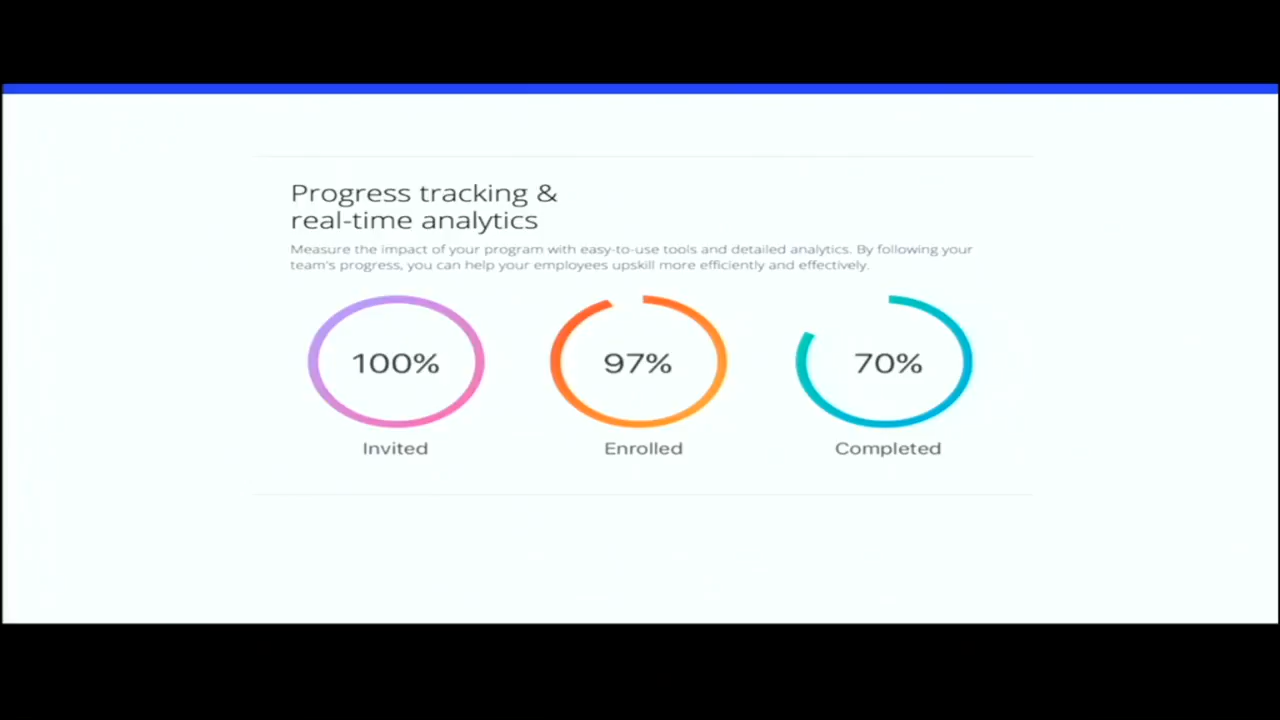 Progress tracking &
real-time analytics
Measure the impact of your program with easy-to-use tools and detailed analytics. By following your
team's progress, you can help your employees upskill more efficiently and effectively.
100% 97% 70%
Invited Enrolled Completed